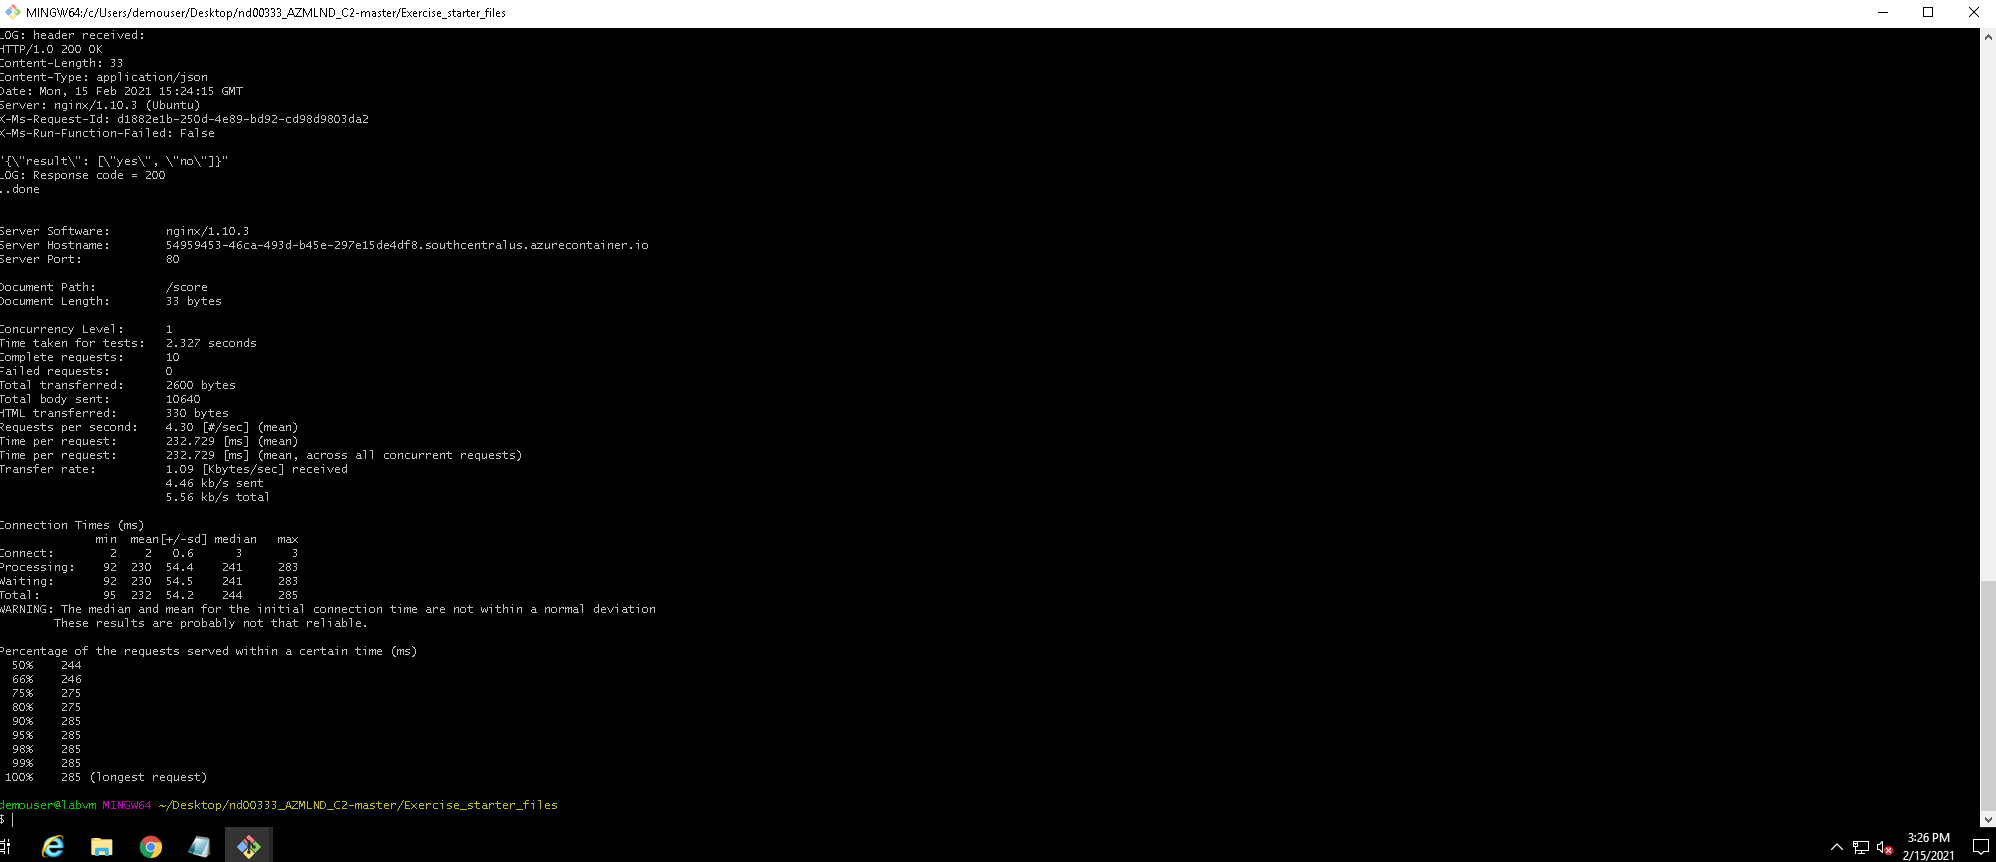 MINGW64:/c/Users/demouser/Desktop/nd00333_AZMLND_C2-master/Exercise_starter_files
LOG: header received:
HTTP/1.0 200 OK
Content-Length: 33
Content-Type: application/json
Date: Mon, 15 Feb 2021 15:24:15 GMT
Server: nginx/1.10.3 (Ubuntu)
X-Ms-Request-Id: d1882e1b-250d-4e89-bd92-cd98d9803da2
X-Ms-Run-Function-Failed: False
"{\"result\": [\"yes\", \"no\"]}"
LOG: Response code = 200
..done
Server Software:        nginx/1.10.3
Server Hostname:        54959453-46ca-493d-b45e-297e15de4df8.southcentralus.azurecontainer.io
Server Port:            80
Document Path:          /score
Document Length:        33 bytes
Concurrency Level:      1
Time taken for tests:   2.327 seconds
Complete requests:      10
Failed requests:        0
Total transferred:      2600 bytes
Total body sent:        10640
HTML transferred:       330 bytes
Requests per second:    4.30 [#/sec] (mean)
Time per request:       232.729 [ms] (mean)
Time per request:       232.729 [ms] (mean, across all concurrent requests)
Transfer rate:          1.09 [Kbytes/sec] received
                        4.46 kb/s sent
                        5.56 kb/s total
Connection Times (ms)
              min  mean[+/-sd] median   max
Connect:        2    2   0.6      3       3
Processing:    92  230  54.4    241     283
Waiting:       92  230  54.5    241     283
Total:         95  232  54.2    244     285
WARNING: The median and mean for the initial connection time are not within a normal deviation
        These results are probably not that reliable.
Percentage of the requests served within a certain time (ms)
  50%    244
  66%    246
  75%    275
  80%    275
  90%    285
  95%    285
  98%    285
  99%    285
 100%    285 (longest request)
demouser@labvm MINGW64 ~/Desktop/nd00333_AZMLND_C2-master/Exercise_starter_files
$
3:26 PM
2/15/2021